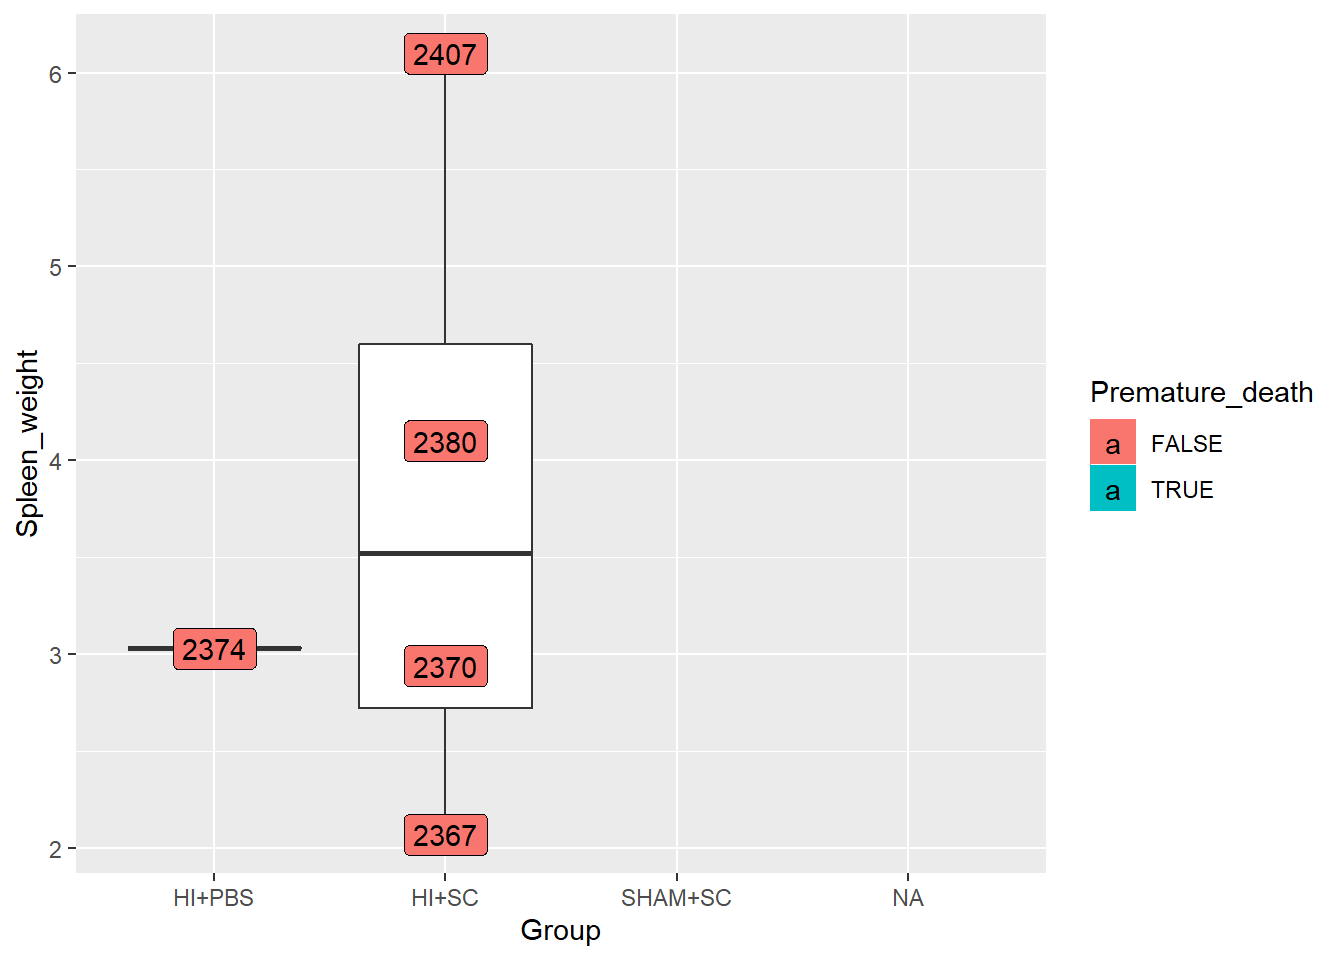 2407
6
5
2380
4
2370
2374
3
2367
2
Spleen_weight
HI+PBS
HI+SC
SHAM+SC
NA
Group
Premature_death
a FALSE
a TRUE